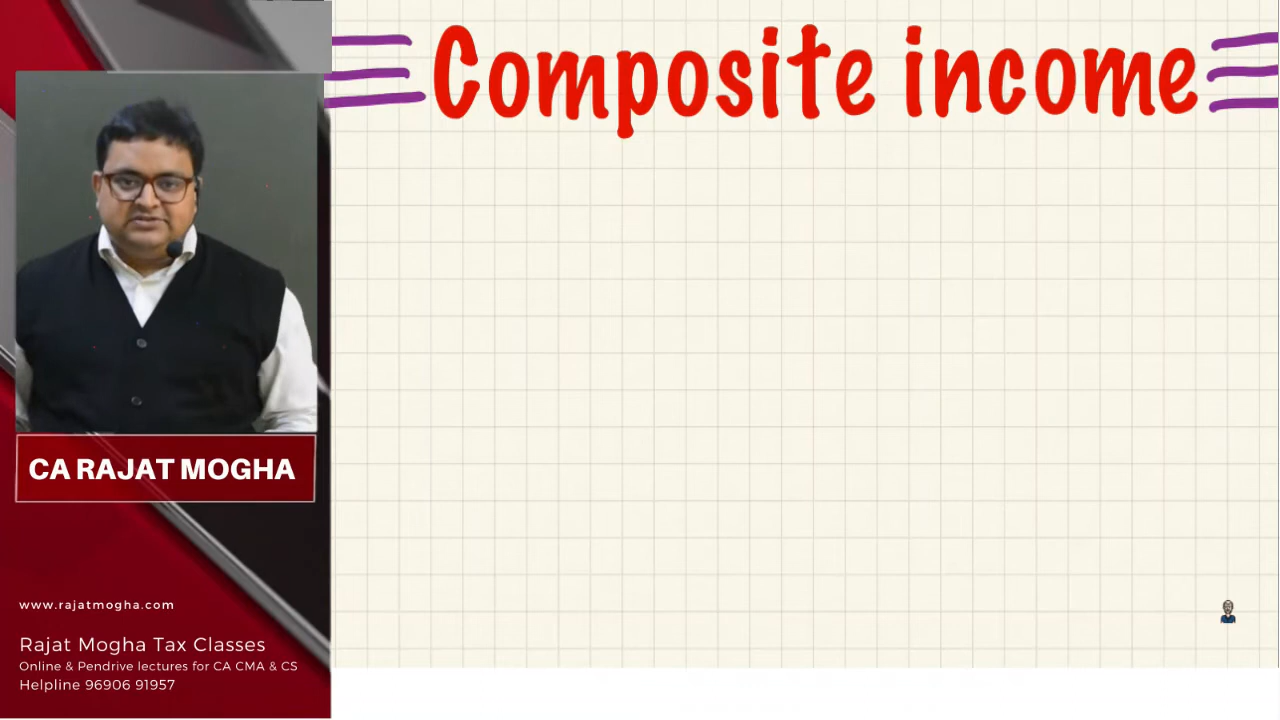 Composite income
CA RAJAT MOGHA
www.rajatmogha.com
Rajat Mogha Tax Classes
Online & Pendrive lectures for CA CMA & CS
Helpline 96906 91957